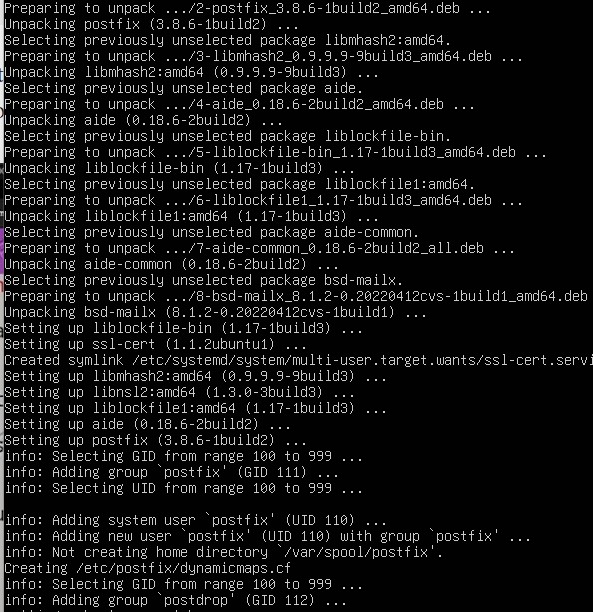 Preparing to unpack .../2-postfix_3.8.6-1build2_amd64.deb ...
Unpacking postfix (3.8.6-1build2) ...
Selecting previously unselected package libmhash2:amd64.
Preparing to unpack .../3-libmhash2_0.9.9.9-9build3_amd64.deb ...
Unpacking libmhash2:amd64 (0.9.9.9-9build3) ...
Selecting previously unselected package aide.
Preparing to unpack .../4-aide_0.18.6-2build2_amd64.deb ...
Unpacking aide (0.18.6-2build2) ...
Selecting previously unselected package liblockfile-bin.
Preparing to unpack .../5-liblockfile-bin_1.17-1build3_amd64.deb ...
Unpacking liblockfile-bin (1.17-1build3) ...
Selecting previously unselected package liblockfile1:amd64.
Preparing to unpack .../6-liblockfile1_1.17-1build3_amd64.deb ...
Unpacking liblockfile1:amd64 (1.17-1build3) ...
Selecting previously unselected package aide-common.
Preparing to unpack .../7-aide-common_0.18.6-2build2_all.deb ...
Unpacking aide-common (0.18.6-2build2) ...
Selecting previously unselected package bsd-mailx.
Preparing to unpack .../8-bsd-mailx_8.1.2-0.20220412cvs-1build1_amd64.deb
Unpacking bsd-mailx (8.1.2-0.20220412cvs-1build1) ...
Setting up liblockfile-bin (1.17-1build3) ...
Setting up ssl-cert (1.1.2ubuntu1) ...
Created symlink /etc/systemd/system/multi-user.target.wants/ssl-cert.servi
Setting up libmhash2:amd64 (0.9.9.9-9build3) ...
Setting up libnsl2:amd64 (1.3.0-3build3) ...
Setting up liblockfile1:amd64 (1.17-1build3) ...
Setting up aide (0.18.6-2build2) ...
Setting up postfix (3.8.6-1build2) ...
info: Selecting GID from range 100 to 999 ...
info: Adding group `postfix' (GID 111) ...
info: Selecting UID from range 100 to 999 ...

info: Adding system user `postfix' (UID 110) ...
info: Adding new user `postfix' (UID 110) with group `postfix' ...
info: Not creating home directory `/var/spool/postfix'.
Creating /etc/postfix/dynamicmaps.cf
info: Selecting GID from range 100 to 999 ...
info: Adding group `postdrop' (GID 112) ...